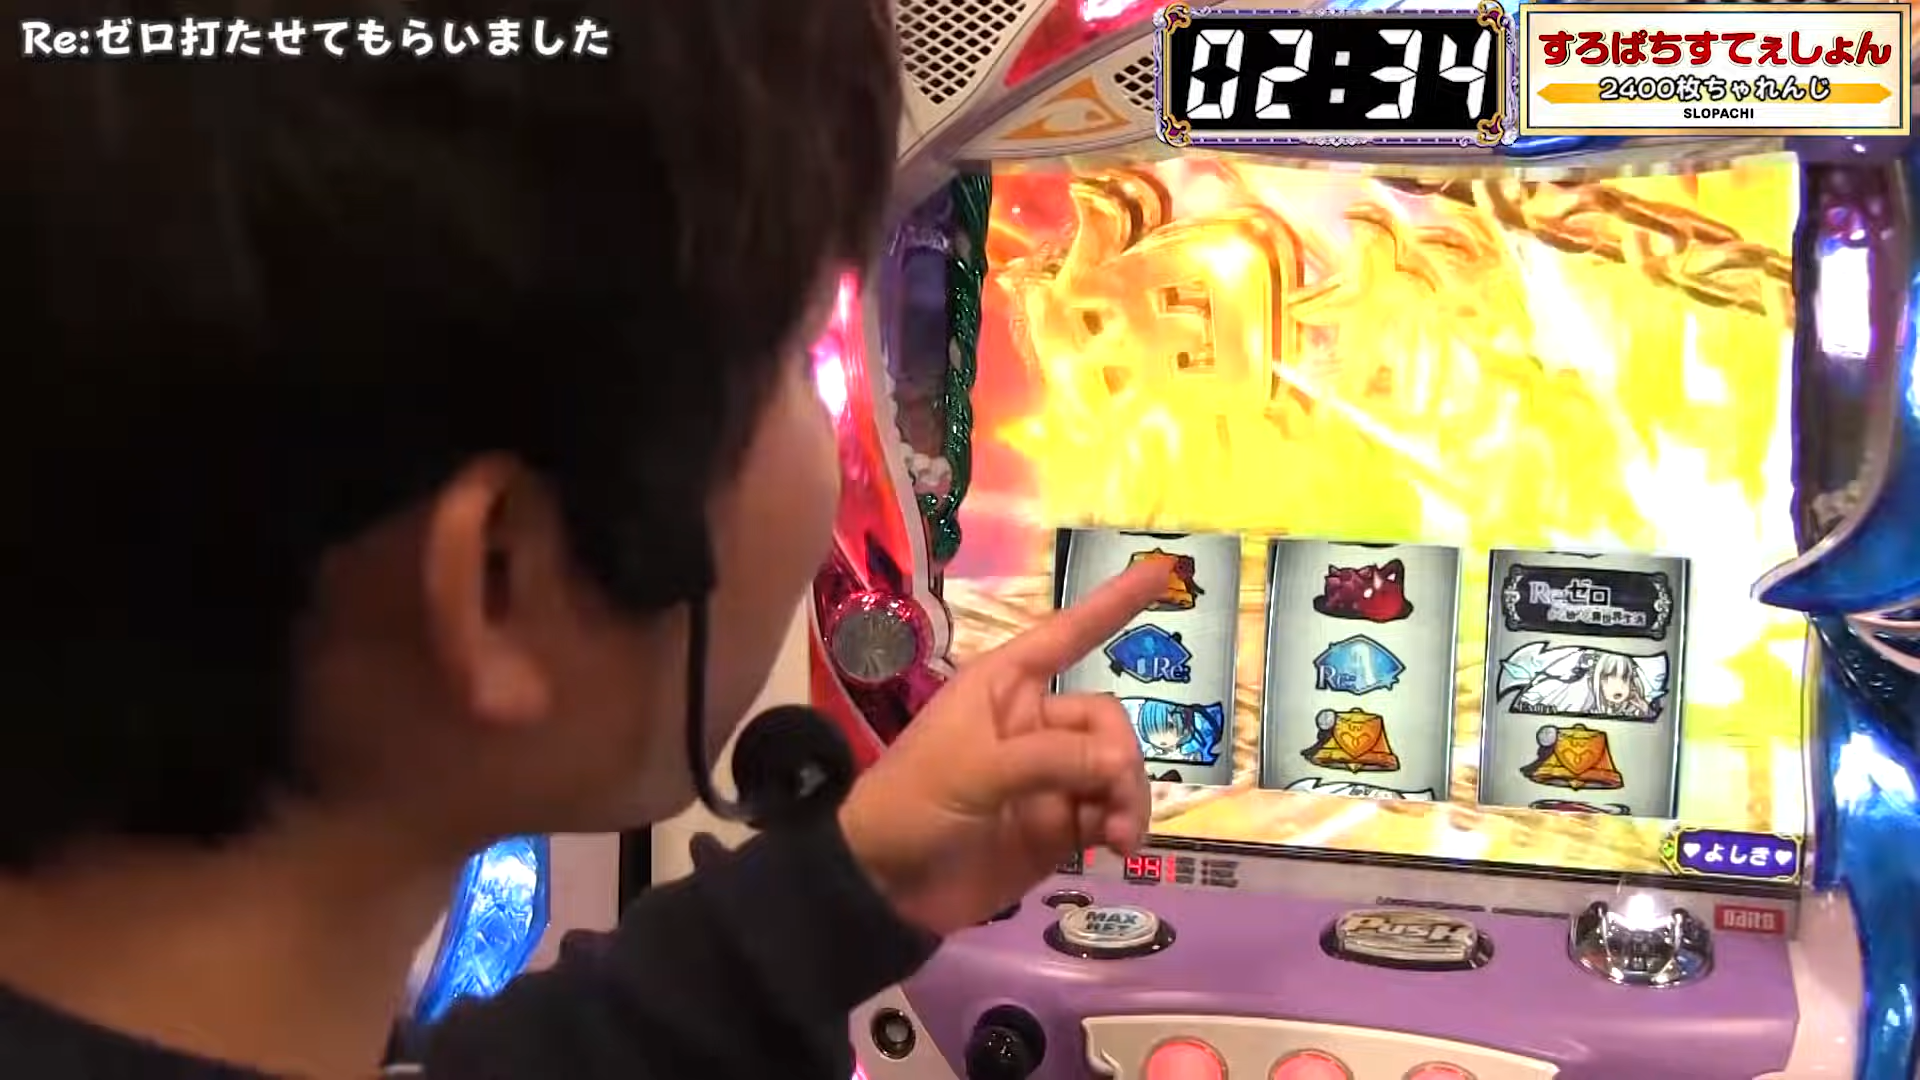 Re:ゼロ打たせてもらいました
02:34
すろぱちすてぇしょん
2400枚ちゃれんじ
SLOPACHI
Re:ゼロ
Re:
Re:
♥よしき♥
44
MAX
BET
PUSH
Daito